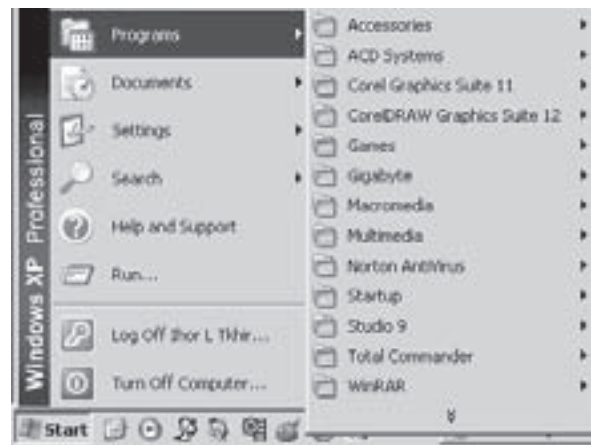 Windows XP Professional
Programs
Documents
Settings
Search
Help and Support
Run...
Log Off Ihor L Tkhir...
Turn Off Computer...
Accessories
ACD Systems
Corel Graphics Suite 11
CorelDRAW Graphics Suite 12
Games
Gigabyte
Macromedia
Multimedia
Norton AntiVirus
Startup
Studio 9
Total Commander
WinRAR
Start